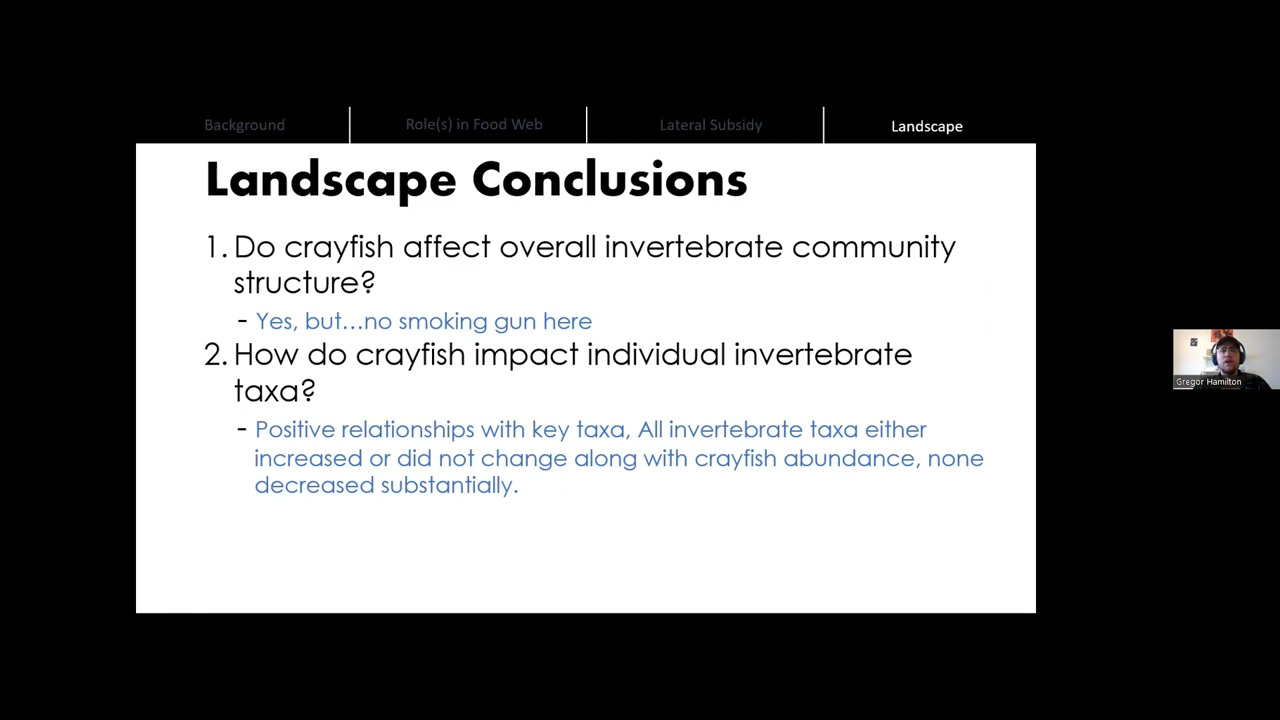 Background
Role(s) in Food Web
Lateral Subsidy
Landscape
Landscape Conclusions
1. Do crayfish affect overall invertebrate community
structure?
- Yes, but...no smoking gun here
2. How do crayfish impact individual invertebrate
taxa?
- Positive relationships with key taxa, All invertebrate taxa either
increased or did not change along with crayfish abundance, none
decreased substantially.
Gregor Hamilton